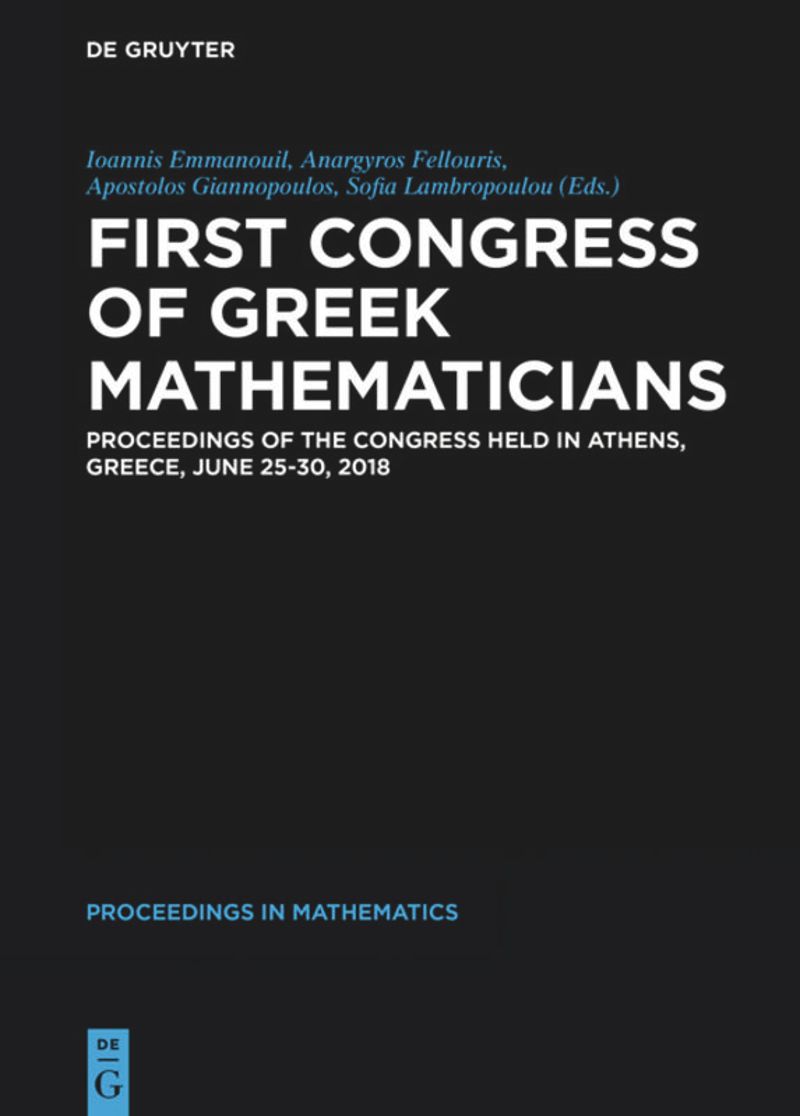 DE GRUYTER
Ioannis Emmanouil, Anargyros Fellouris,
Apostolos Giannopoulos, Sofia Lambropoulou (Eds.)
FIRST CONGRESS
OF GREEK
MATHEMATICIANS
PROCEEDINGS OF THE CONGRESS HELD IN ATHENS,
GREECE, JUNE 25-30, 2018
PROCEEDINGS IN MATHEMATICS
DE
G